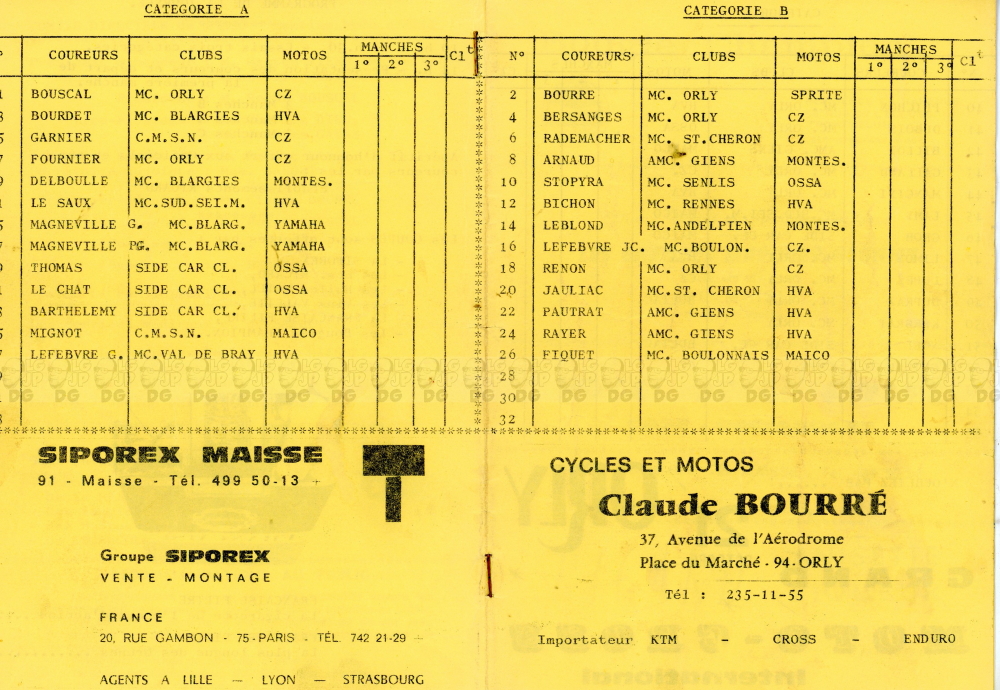 CATEGORIE A
COUREURS CLUBS MOTOS MANCHES Clt
1° 2° 3°
BOUSCAL MC. ORLY CZ
BOURDET MC. BLARGIES HVA
GARNIER C.M.S.N. CZ
FOURNIER MC. ORLY CZ
DELBOULLE MC. BLARGIES MONTES.
LE SAUX MC.SUD.SEI.M. HVA
MAGNEVILLE G. MC.BLARG. YAMAHA
MAGNEVILLE PG. MC.BLARG. YAMAHA
THOMAS SIDE CAR CL. OSSA
LE CHAT SIDE CAR CL. OSSA
BARTHELEMY SIDE CAR CL. HVA
MIGNOT C.M.S.N. MAICO
LEFEBVRE G. MC.VAL DE BRAY HVA
CATEGORIE B
N° COUREURS CLUBS MOTOS MANCHES Clt
1° 2° 3°
2 BOURRE MC. ORLY SPRITE
4 BERSANGES MC. ORLY CZ
6 RADEMACHER MC. ST.CHERON CZ
8 ARNAUD AMC. GIENS MONTES.
10 STOPYRA MC. SENLIS OSSA
12 BICHON MC. RENNES HVA
14 LEBLOND MC.ANDELPIEN MONTES.
16 LEFEBVRE JC. MC.BOULON. CZ.
18 RENON MC. ORLY CZ
20 JAULIAC MC.ST. CHERON HVA
22 PAUTRAT AMC. GIENS HVA
24 RAYER AMC. GIENS HVA
26 FIQUET MC. BOULONNAIS MAICO
28
30
32
SIPOREX MAISSE
91 - Maisse - Tél. 499 50-13
Groupe SIPOREX
VENTE - MONTAGE
FRANCE
20, RUE GAMBON - 75-PARIS - TÉL. 742 21-29
AGENTS A LILLE — LYON — STRASBOURG
CYCLES ET MOTOS
Claude BOURRÉ
37, Avenue de l'Aérodrome
Place du Marché - 94-ORLY
Tél : 235-11-55
Importateur KTM - CROSS - ENDURO